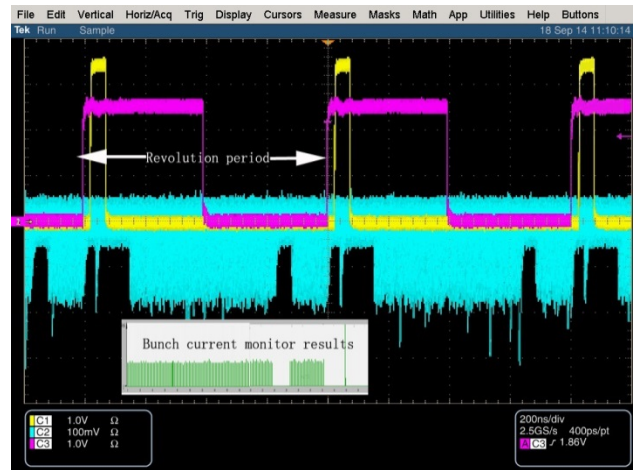 File Edit Vertical Horiz/Acq Trig Display Cursors Measure Masks Math App Utilities Help Buttons
Tek Run Sample 18 Sep 14 11:10:14
Revolution period
Bunch current monitor results
C1 1.0V Ω
C2 100mV Ω
C3 1.0V Ω
200ns/div
2.5GS/s 400ps/pt
A C3 ƒ 1.86V